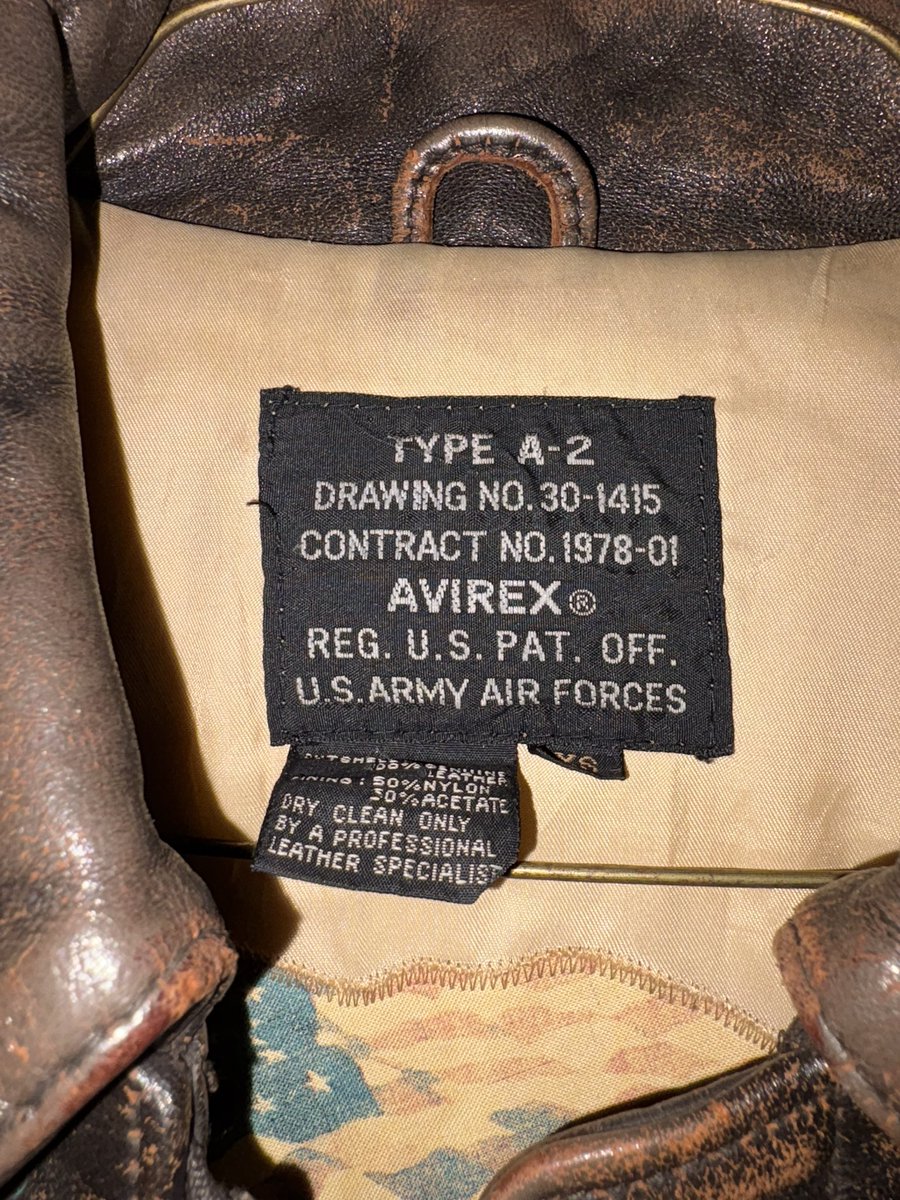 TYPE A-2
DRAWING NO. 30-1415
CONTRACT NO. 1978-01
AVIREX®
REG. U.S. PAT. OFF.
U.S. ARMY AIR FORCES
LEATHER
50% NYLON
50% ACETATE
DRY CLEAN ONLY
BY A PROFESSIONAL
LEATHER SPECIALIST